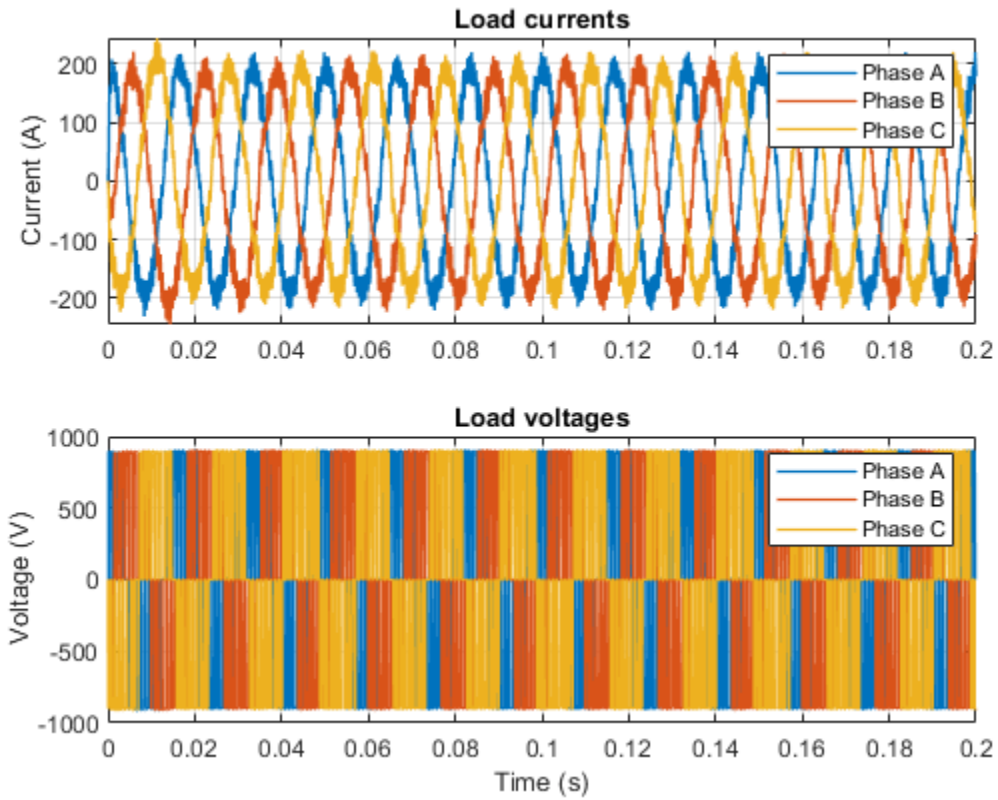 Load currents
200
100
0
-100
-200
Current (A)
Phase A
Phase B
Phase C
0 0.02 0.04 0.06 0.08 0.1 0.12 0.14 0.16 0.18 0.2
Load voltages
1000
500
0
-500
-1000
Voltage (V)
Phase A
Phase B
Phase C
0 0.02 0.04 0.06 0.08 0.1 0.12 0.14 0.16 0.18 0.2
Time (s)